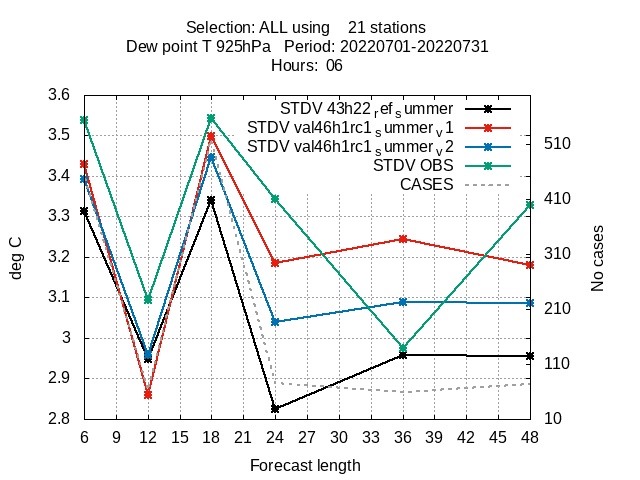 Selection: ALL using 21 stations
Dew point T 925hPa Period: 20220701-20220731
Hours: 06
STDV 43h22refsummer
STDV val46h1rc1summerv1
STDV val46h1rc1summerv2
STDV OBS
CASES
3.6
3.5
3.4
3.3
3.2
3.1
3
2.9
2.8
deg C
510
410
310
210
110
10
No cases
6 9 12 15 18 21 24 27 30 33 36 39 42 45 48
Forecast length